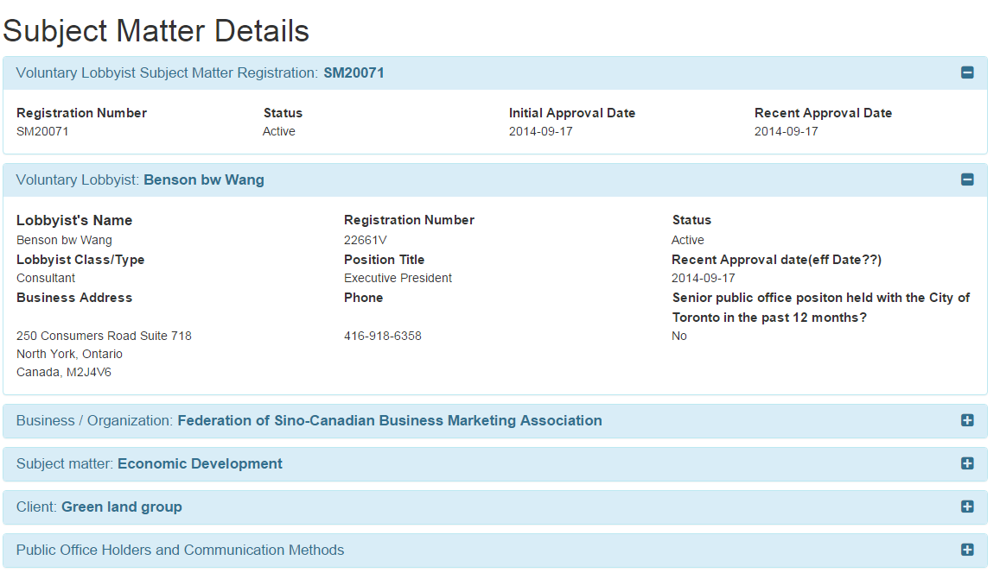 Subject Matter Details
Voluntary Lobbyist Subject Matter Registration: SM20071
Registration Number Status Initial Approval Date Recent Approval Date
SM20071 Active 2014-09-17 2014-09-17
Voluntary Lobbyist: Benson bw Wang
Lobbyist's Name Registration Number Status
Benson bw Wang 22661V Active
Lobbyist Class/Type Position Title Recent Approval date(eff Date??)
Consultant Executive President 2014-09-17
Business Address Phone Senior public office positon held with the City of
Toronto in the past 12 months?
250 Consumers Road Suite 718 416-918-6358 No
North York, Ontario
Canada, M2J4V6
Business / Organization: Federation of Sino-Canadian Business Marketing Association
Subject matter: Economic Development
Client: Green land group
Public Office Holders and Communication Methods